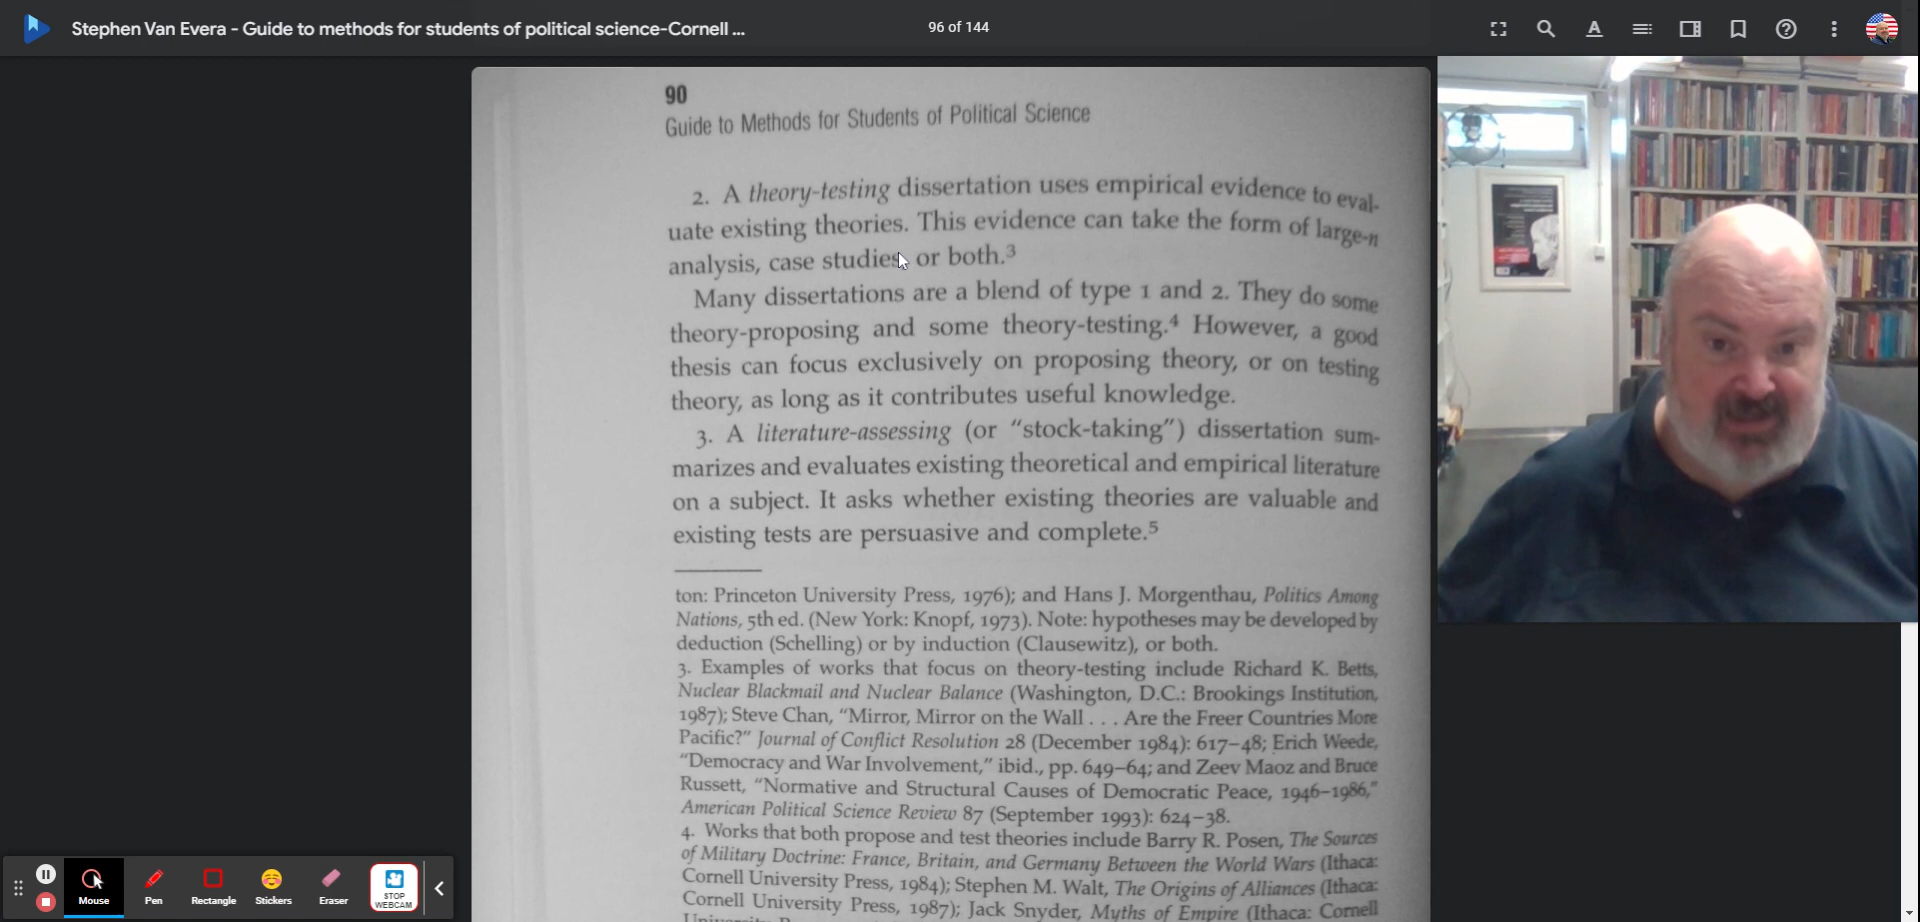 Stephen Van Evera - Guide to methods for students of political science-Cornell ...
96 of 144
90
Guide to Methods for Students of Political Science
2. A theory-testing dissertation uses empirical evidence to eval-
uate existing theories. This evidence can take the form of large-n
analysis, case studies, or both.3
Many dissertations are a blend of type 1 and 2. They do some
theory-proposing and some theory-testing.4 However, a good
thesis can focus exclusively on proposing theory, or on testing
theory, as long as it contributes useful knowledge.
3. A literature-assessing (or “stock-taking”) dissertation sum-
marizes and evaluates existing theoretical and empirical literature
on a subject. It asks whether existing theories are valuable and
existing tests are persuasive and complete.5
ton: Princeton University Press, 1976); and Hans J. Morgenthau, Politics Among
Nations, 5th ed. (New York: Knopf, 1973). Note: hypotheses may be developed by
deduction (Schelling) or by induction (Clausewitz), or both.
3. Examples of works that focus on theory-testing include Richard K. Betts,
Nuclear Blackmail and Nuclear Balance (Washington, D.C.: Brookings Institution,
1987); Steve Chan, “Mirror, Mirror on the Wall . . . Are the Freer Countries More
Pacific?” Journal of Conflict Resolution 28 (December 1984): 617–48; Erich Weede,
“Democracy and War Involvement,” ibid., pp. 649–64; and Zeev Maoz and Bruce
Russett, “Normative and Structural Causes of Democratic Peace, 1946–1986,”
American Political Science Review 87 (September 1993): 624–38.
4. Works that both propose and test theories include Barry R. Posen, The Sources
of Military Doctrine: France, Britain, and Germany Between the World Wars (Ithaca:
Cornell University Press, 1984); Stephen M. Walt, The Origins of Alliances (Ithaca:
Cornell University Press, 1987); Jack Snyder, Myths of Empire (Ithaca: Cornell
Mouse
Pen
Rectangle
Stickers
Eraser
STOP
WEBCAM